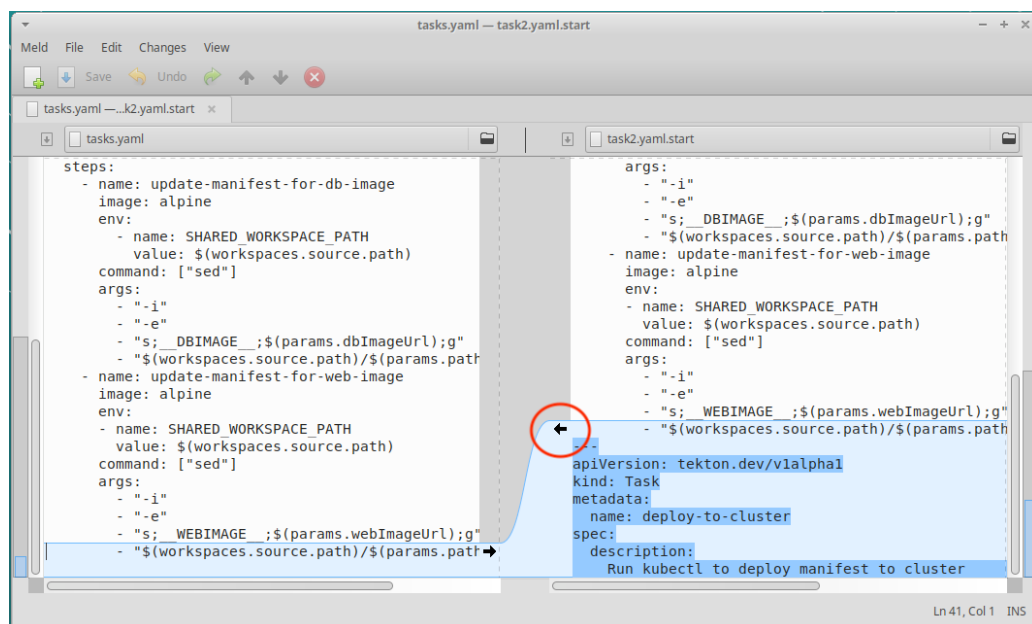 tasks.yaml — task2.yaml.start
Meld File Edit Changes View
Save Undo
tasks.yaml —...k2.yaml.start
tasks.yaml
steps:
- name: update-manifest-for-db-image
image: alpine
env:
- name: SHARED_WORKSPACE_PATH
value: $(workspaces.source.path)
command: ["sed"]
args:
- "-i"
- "-e"
- "s;__DBIMAGE__;$(params.dbImageUrl);g"
- "$(workspaces.source.path)/$(params.path
- name: update-manifest-for-web-image
image: alpine
env:
- name: SHARED_WORKSPACE_PATH
value: $(workspaces.source.path)
command: ["sed"]
args:
- "-i"
- "-e"
- "s;__WEBIMAGE__;$(params.webImageUrl);g"
- "$(workspaces.source.path)/$(params.path
task2.yaml.start
args:
- "-i"
- "-e"
- "s;__DBIMAGE__;$(params.dbImageUrl);g"
- "$(workspaces.source.path)/$(params.path
- name: update-manifest-for-web-image
image: alpine
env:
- name: SHARED_WORKSPACE_PATH
value: $(workspaces.source.path)
command: ["sed"]
args:
- "-i"
- "-e"
- "s;__WEBIMAGE__;$(params.webImageUrl);g"
- "$(workspaces.source.path)/$(params.path
---
apiVersion: tekton.dev/v1alpha1
kind: Task
metadata:
name: deploy-to-cluster
spec:
description:
Run kubectl to deploy manifest to cluster
Ln 41, Col 1 INS